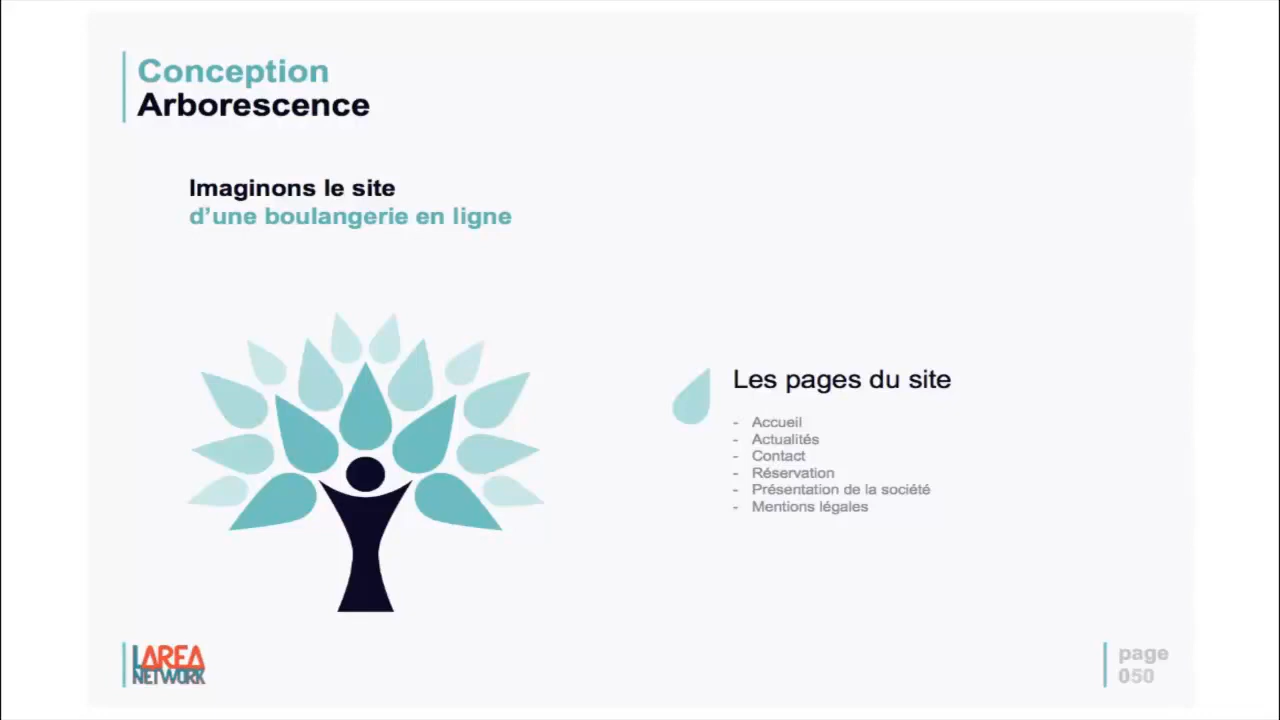 Conception
Arborescence
Imaginons le site
d’une boulangerie en ligne
Les pages du site
- Accueil
- Actualités
- Contact
- Réservation
- Présentation de la société
- Mentions légales
LAREA
NETWORK
page
050